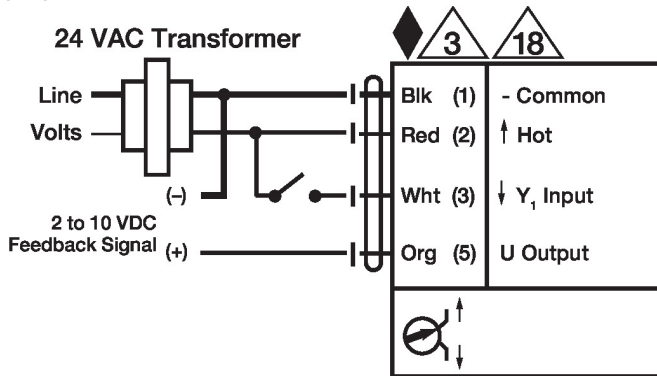 24 VAC Transformer
3 18
Line
Volts
Blk (1) - Common
Red (2) ↑ Hot
(–) Wht (3) ↓ Y₁ Input
2 to 10 VDC
Feedback Signal (+) Org (5) U Output